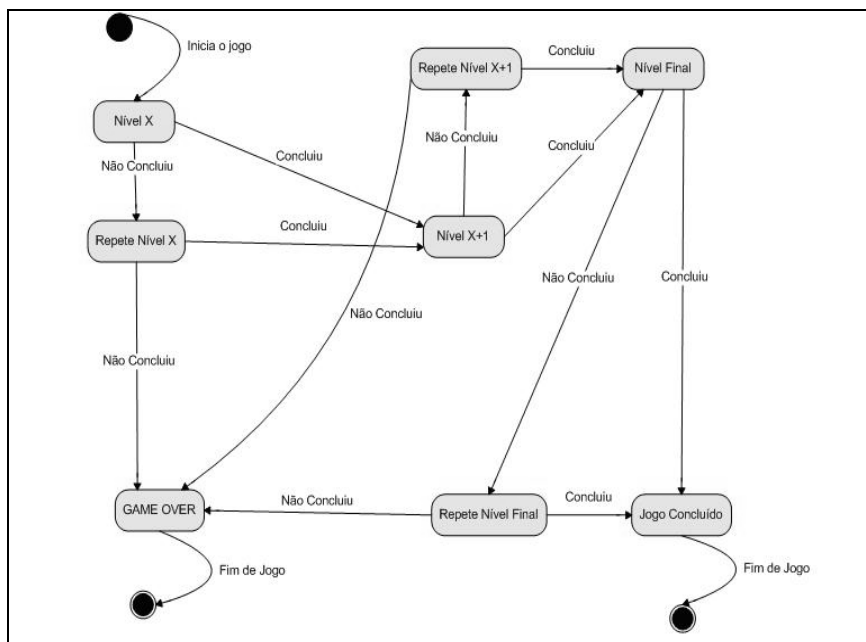 Inicia o jogo
Nível X
Não Concluiu
Concluiu
Repete Nível X
Concluiu
Não Concluiu
Repete Nível X+1
Concluiu
Nível Final
Não Concluiu
Concluiu
Nível X+1
Não Concluiu
Não Concluiu
Concluiu
GAME OVER
Não Concluiu
Repete Nível Final
Concluiu
Jogo Concluído
Fim de Jogo
Fim de Jogo